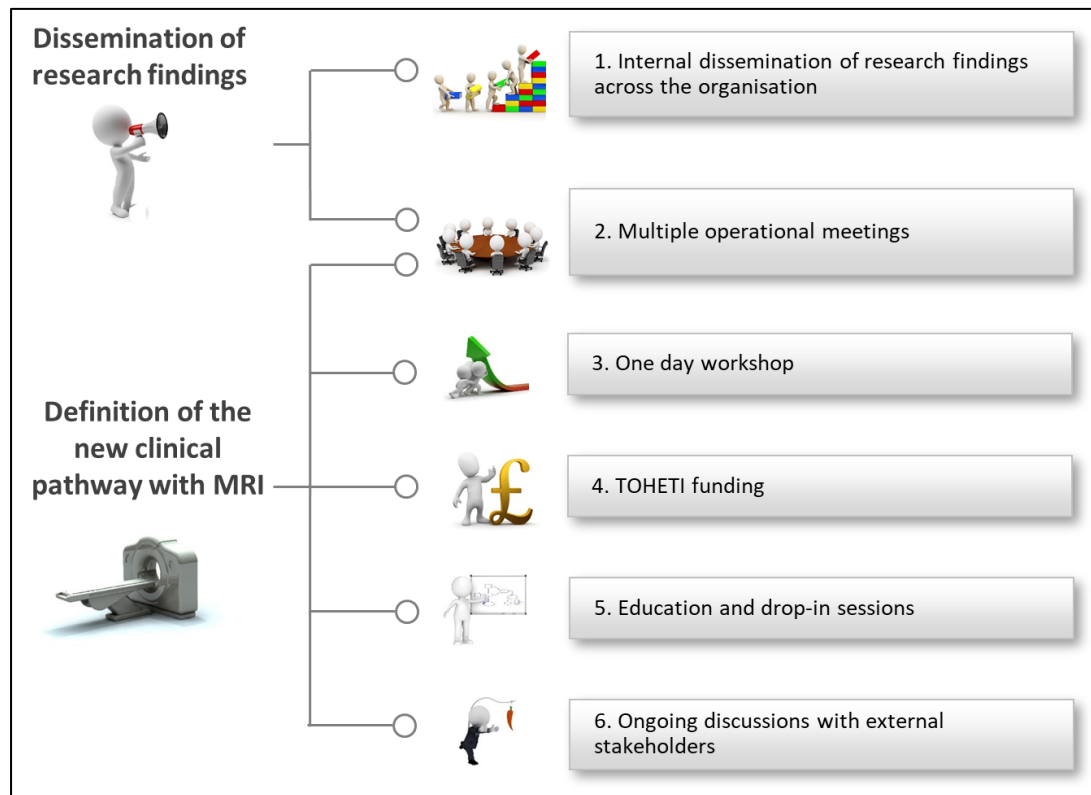 Dissemination of
research findings
1. Internal dissemination of research findings
across the organisation
2. Multiple operational meetings
3. One day workshop
Definition of the
new clinical
pathway with MRI
4. TOHETI funding
5. Education and drop-in sessions
6. Ongoing discussions with external
stakeholders